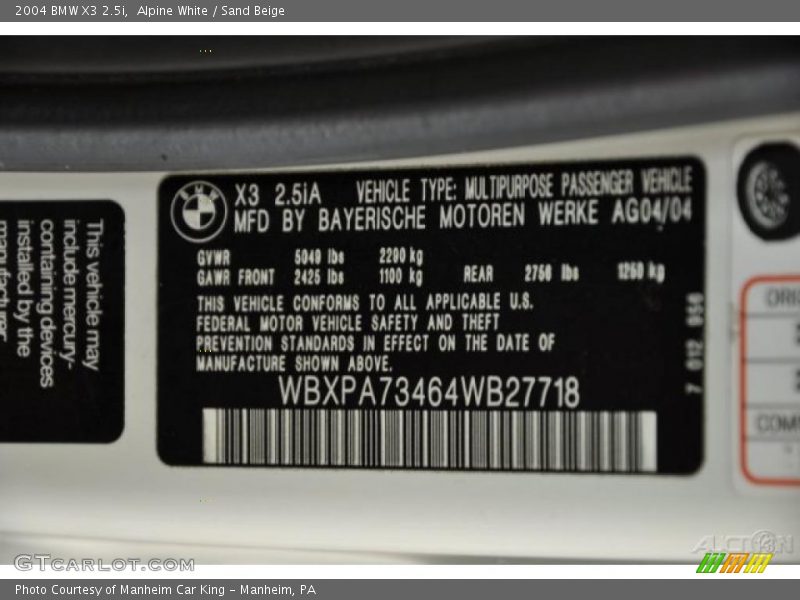 2004 BMW X3 2.5i, Alpine White / Sand Beige
This vehicle may
include mercury-
containing devices
installed by the
manufacturer
BMW
X3 2.5iA VEHICLE TYPE: MULTIPURPOSE PASSENGER VEHICLE
MFD BY BAYERISCHE MOTOREN WERKE AG04/04
GVWR 5049 lbs 2290 kg
GAWR FRONT 2425 lbs 1100 kg REAR 2756 lbs 1250 kg
THIS VEHICLE CONFORMS TO ALL APPLICABLE U.S.
FEDERAL MOTOR VEHICLE SAFETY AND THEFT
PREVENTION STANDARDS IN EFFECT ON THE DATE OF
MANUFACTURE SHOWN ABOVE.
WBXPA73464WB27718
7 012 956
GTCARLOT.COM
Photo Courtesy of Manheim Car King - Manheim, PA